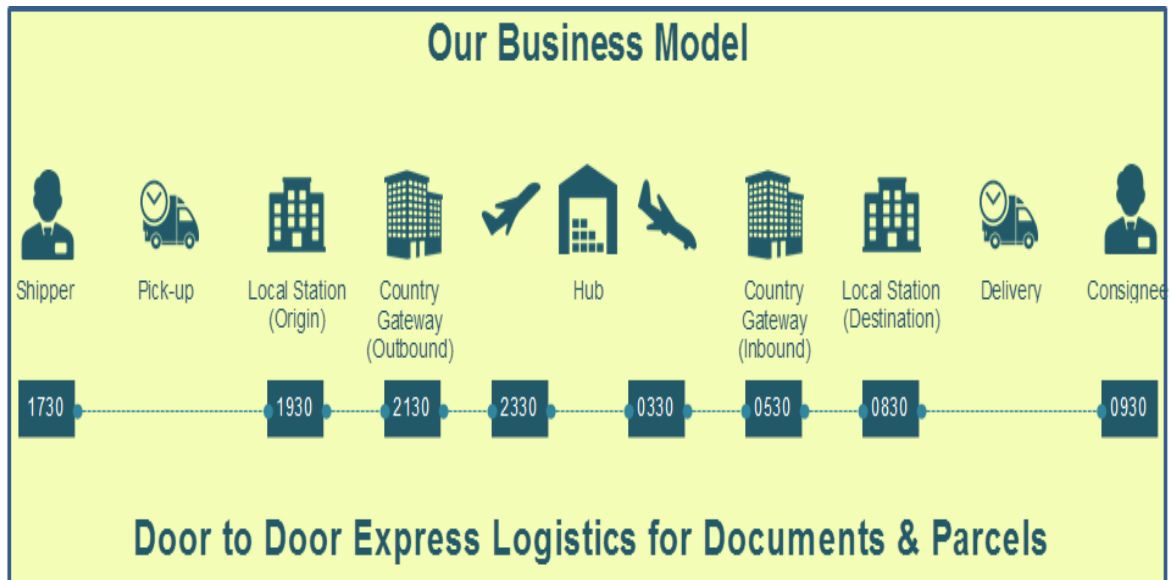 Our Business Model
Shipper
Pick-up
Local Station
(Origin)
Country
Gateway
(Outbound)
Hub
Country
Gateway
(Inbound)
Local Station
(Destination)
Delivery
Consignee
1730
1930
2130
2330
0330
0530
0830
0930
Door to Door Express Logistics for Documents & Parcels